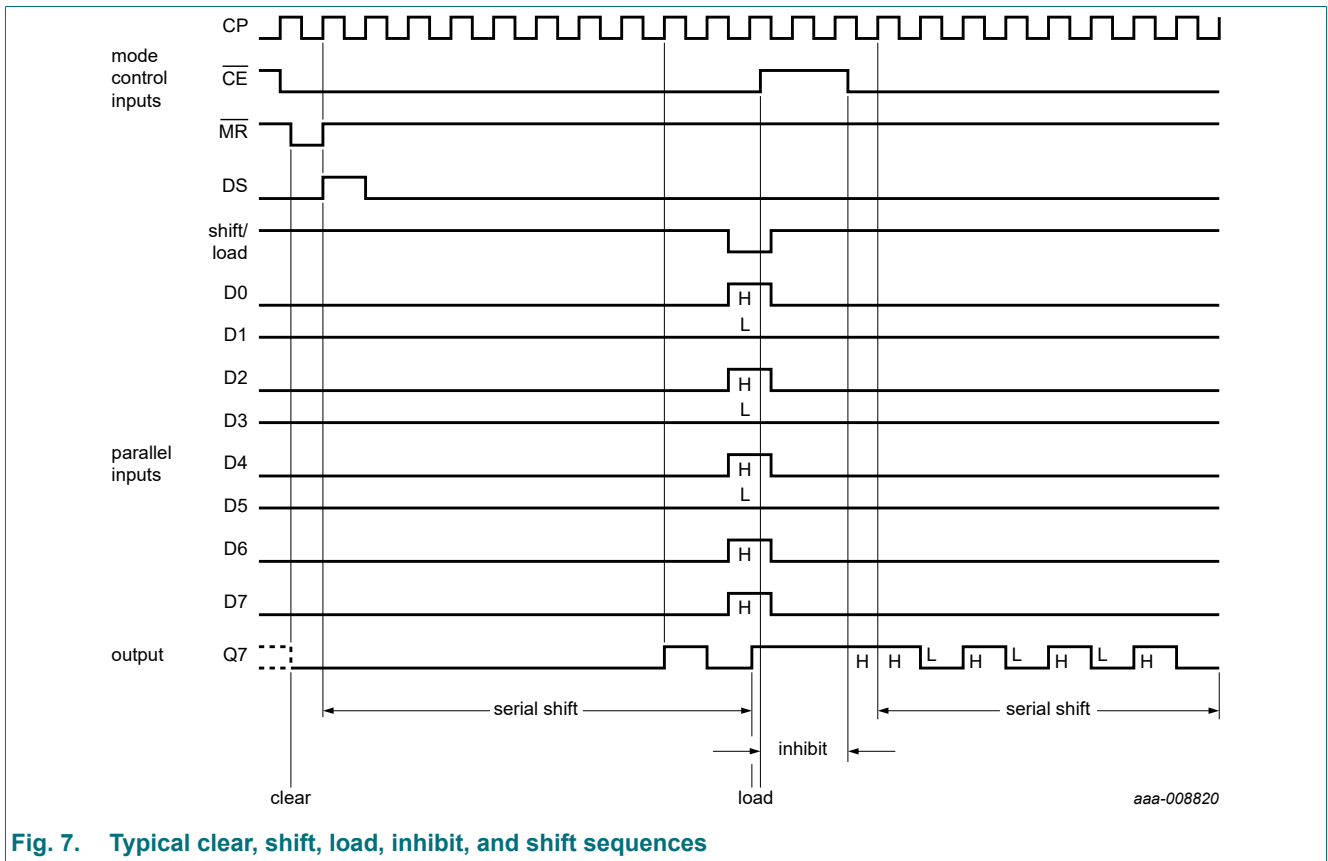 CP
mode
control
inputs
CE
MR
DS
shift/
load
D0
H
L
D1
D2
H
L
D3
parallel
inputs
D4
H
L
D5
D6
H
D7
H
output
Q7
H H L H L H L H
serial shift
serial shift
inhibit
clear
load
aaa-008820
Fig. 7. Typical clear, shift, load, inhibit, and shift sequences